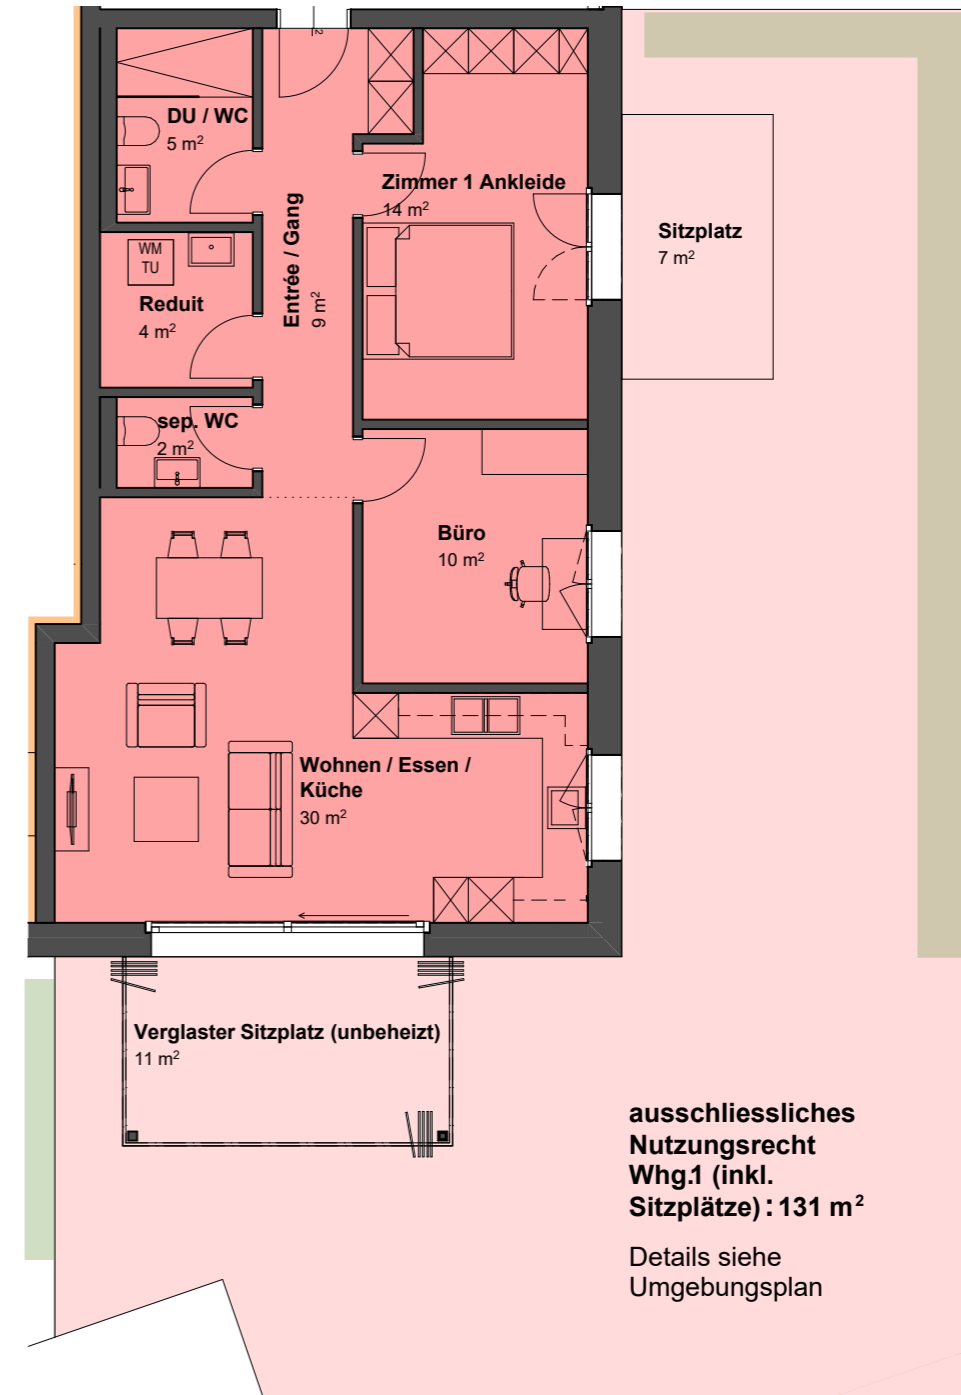 2
DU / WC
5 m²
Zimmer 1 Ankleide
14 m²
Entrée / Gang
9 m²
Sitzplatz
7 m²
WM
TU
Reduit
4 m²
sep. WC
2 m²
Büro
10 m²
Wohnen / Essen /
Küche
30 m²
Verglaster Sitzplatz (unbeheizt)
11 m²
ausschliessliches
Nutzungsrecht
Whg.1 (inkl.
Sitzplätze) : 131 m²
Details siehe
Umgebungsplan